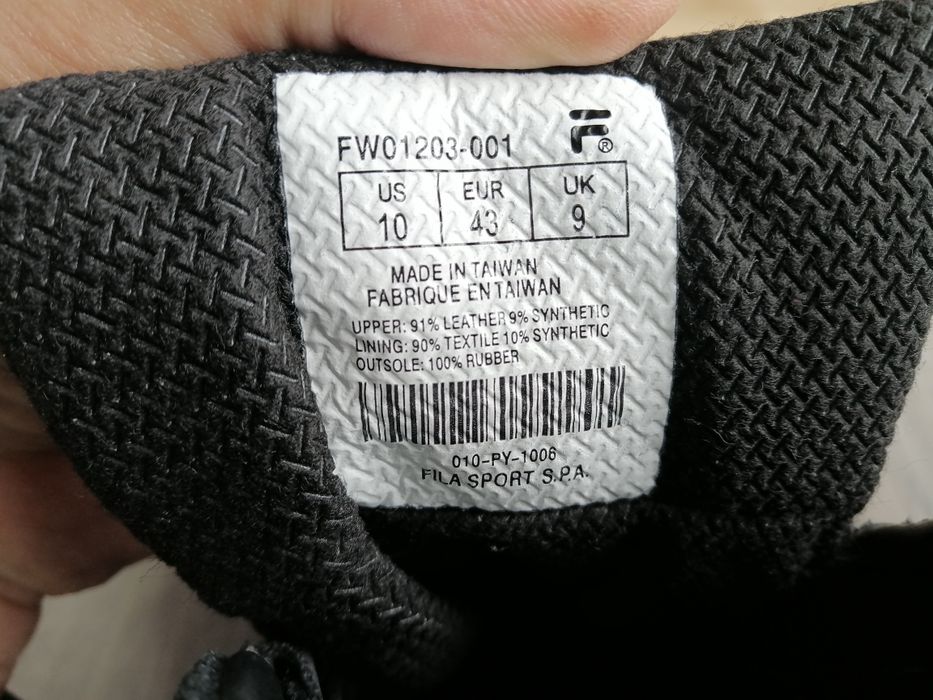 F®
FW01203-001
US EUR UK
10 43 9
MADE IN TAIWAN
FABRIQUE EN TAIWAN
UPPER: 91% LEATHER 9% SYNTHETIC
LINING: 90% TEXTILE 10% SYNTHETIC
OUTSOLE: 100% RUBBER
010-PY-1006
FILA SPORT S.P.A.